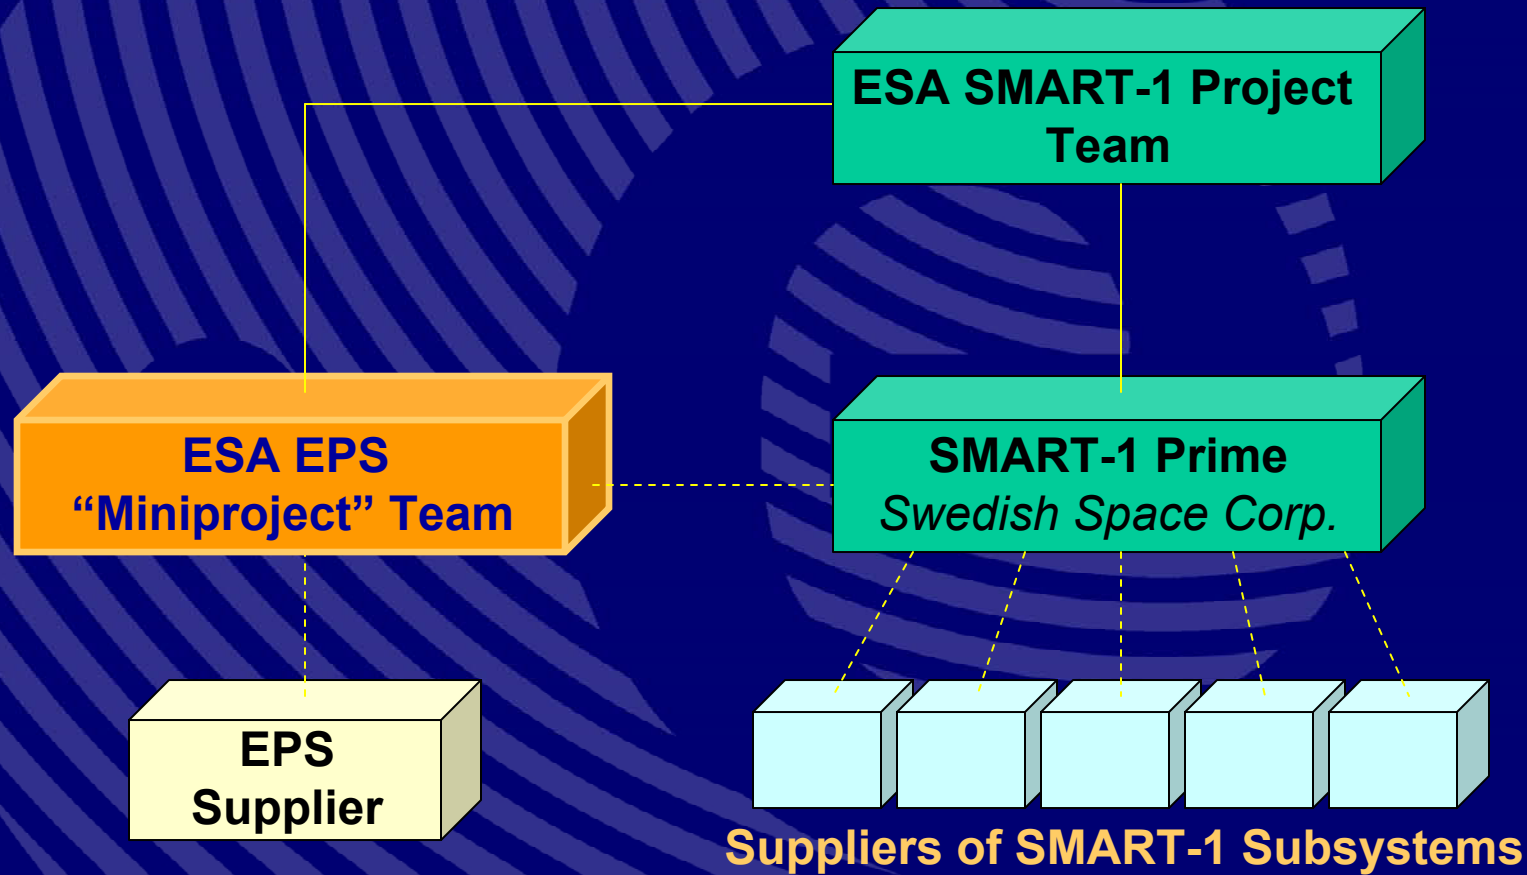 ESA SMART-1 Project
Team
ESA EPS
“Miniproject” Team
SMART-1 Prime
Swedish Space Corp.
EPS
Supplier
Suppliers of SMART-1 Subsystems